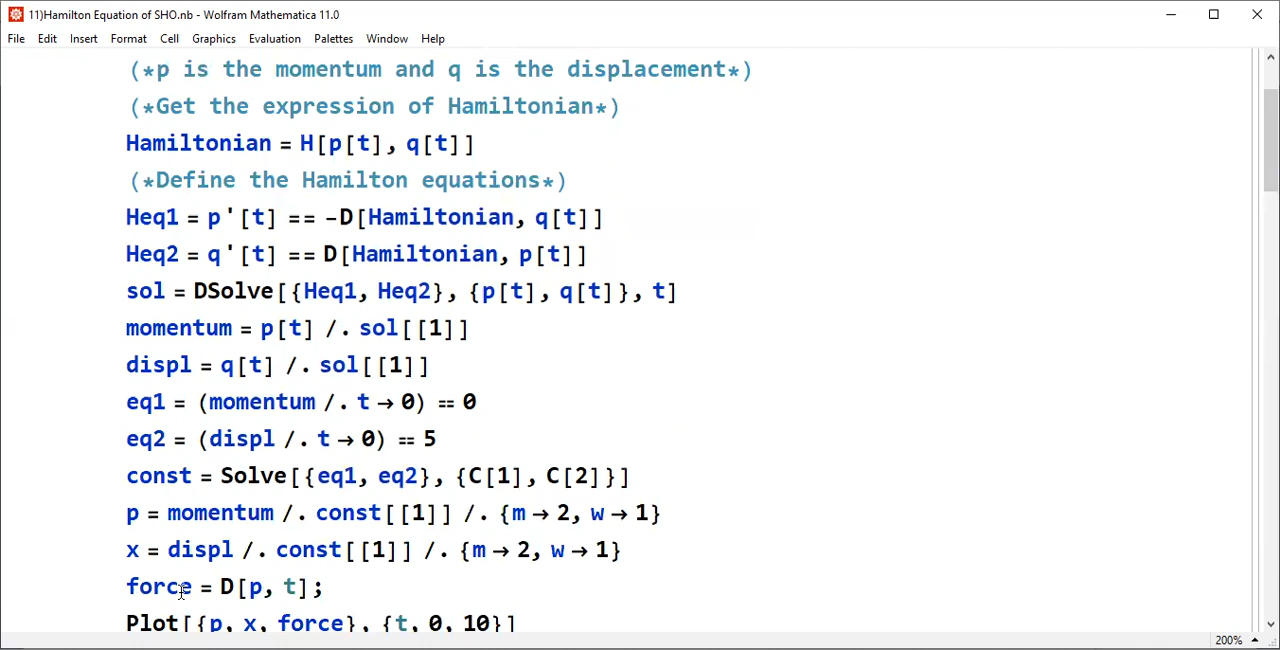 11)Hamilton Equation of SHO.nb - Wolfram Mathematica 11.0
File Edit Insert Format Cell Graphics Evaluation Palettes Window Help
(*p is the momentum and q is the displacement*)
(*Get the expression of Hamiltonian*)
Hamiltonian = H[p[t], q[t]]
(*Define the Hamilton equations*)
Heq1 = p'[t] == -D[Hamiltonian, q[t]]
Heq2 = q'[t] == D[Hamiltonian, p[t]]
sol = DSolve[{Heq1, Heq2}, {p[t], q[t]}, t]
momentum = p[t] /. sol[[1]]
displ = q[t] /. sol[[1]]
eq1 = (momentum /. t → 0) == 0
eq2 = (displ /. t → 0) == 5
const = Solve[{eq1, eq2}, {C[1], C[2]}]
p = momentum /. const[[1]] /. {m → 2, w → 1}
x = displ /. const[[1]] /. {m → 2, w → 1}
force = D[p, t];
Plot[{p, x, force}, {t, 0, 10}]
200%